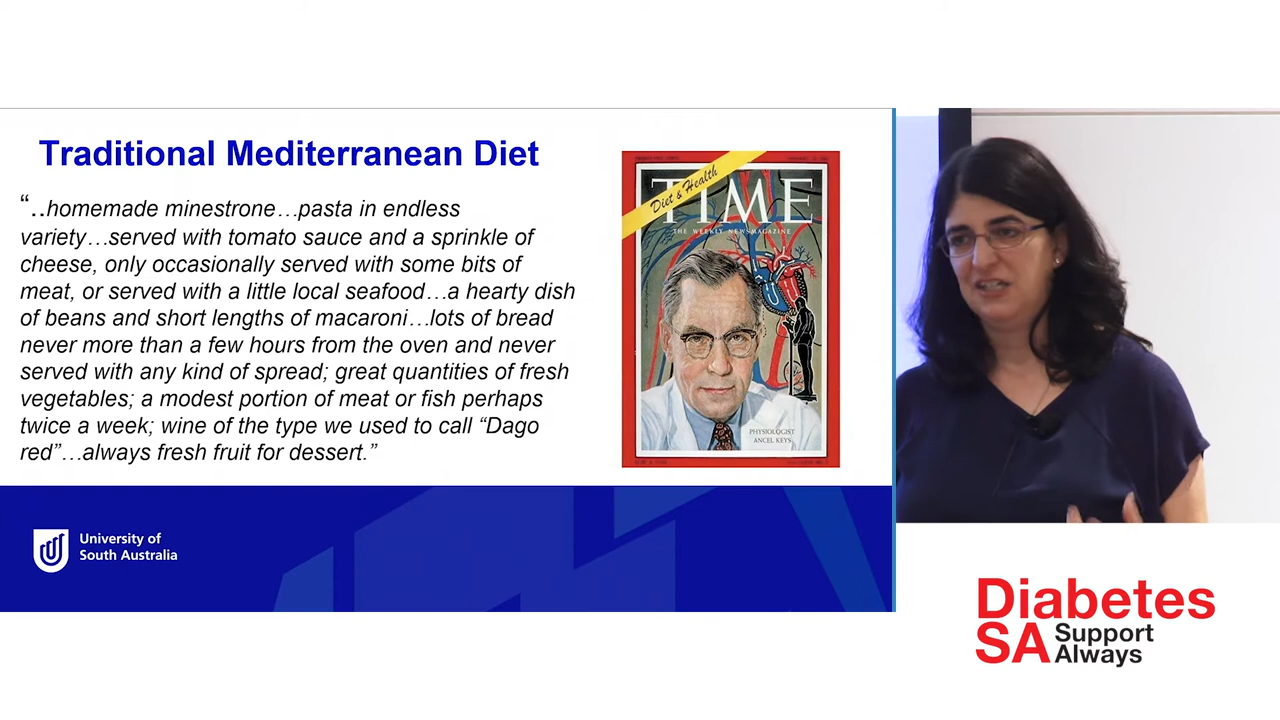 Traditional Mediterranean Diet
“..homemade minestrone…pasta in endless
variety…served with tomato sauce and a sprinkle of
cheese, only occasionally served with some bits of
meat, or served with a little local seafood…a hearty dish
of beans and short lengths of macaroni…lots of bread
never more than a few hours from the oven and never
served with any kind of spread; great quantities of fresh
vegetables; a modest portion of meat or fish perhaps
twice a week; wine of the type we used to call “Dago
red”…always fresh fruit for dessert.”
Diet & Health
TIME
THE WEEKLY NEWSMAGAZINE
PHYSIOLOGIST
ANCEL KEYS
University of
South Australia
Diabetes
SA Support
Always